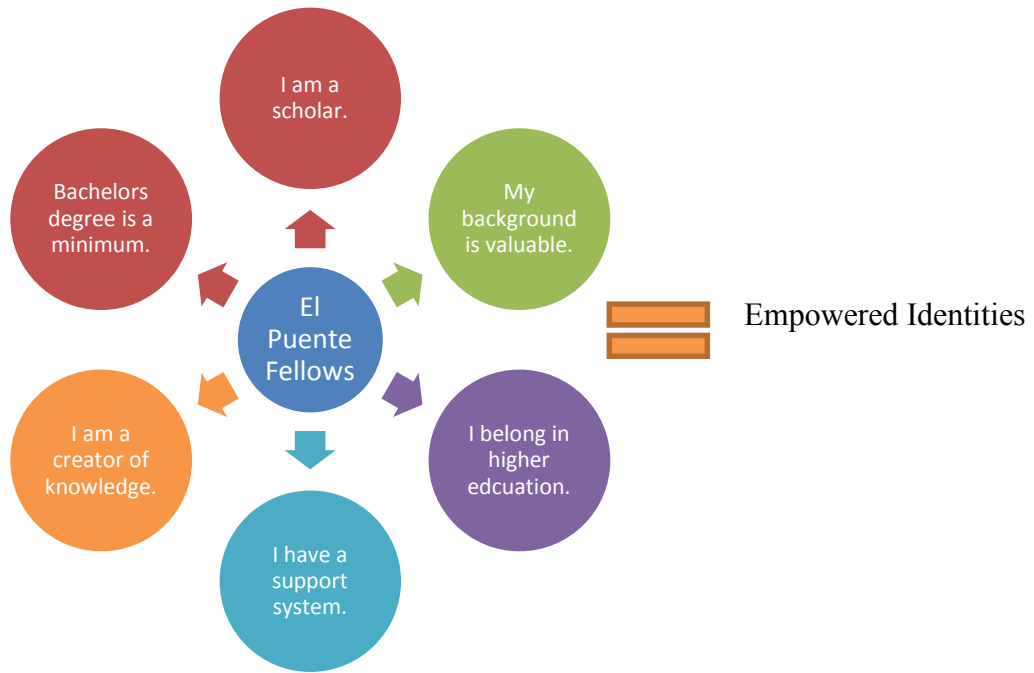 I am a
scholar.
My
background
is valuable.
I belong in
higher
edcuation.
I have a
support
system.
I am a
creator of
knowledge.
Bachelors
degree is a
minimum.
El
Puente
Fellows
Empowered Identities